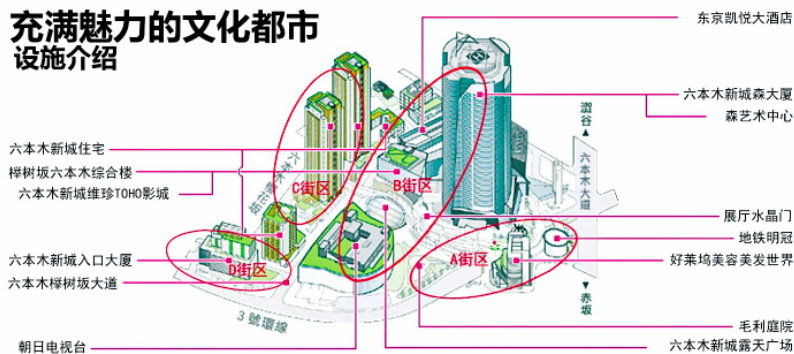 充满魅力的文化都市
设施介绍
东京凯悦大酒店
六本木新城森大厦
森艺术中心
涩谷▲
六本木大道
▼赤坂
六本木新城住宅
榉树坂六本木综合楼
六本木新城维珍TOHO影城
C街区
B街区
展厅水晶门
地铁明冠
好莱坞美容美发世界
A街区
D街区
六本木新城入口大厦
六本木榉树坂大道
3號環線
毛利庭院
朝日电视台
六本木新城露天广场